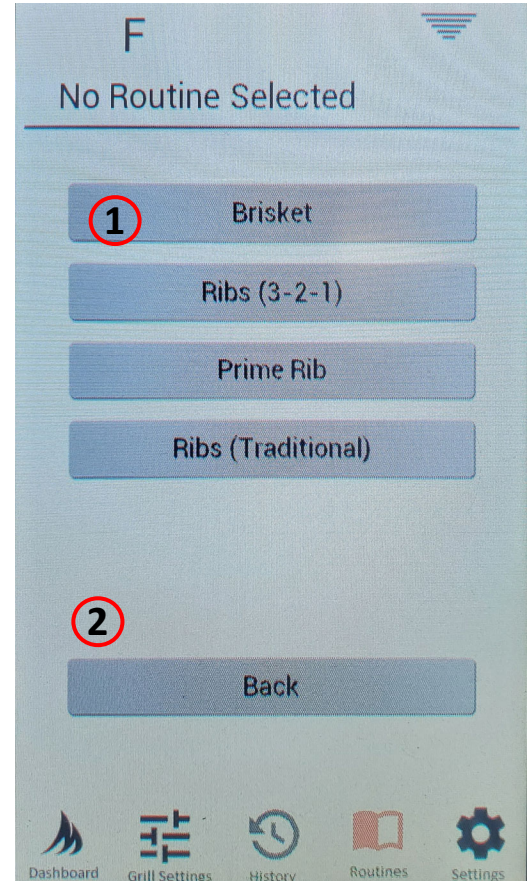 F
No Routine Selected
1
Brisket
Ribs (3-2-1)
Prime Rib
Ribs (Traditional)
2
Back
Dashboard Grill Settings History Routines Settings